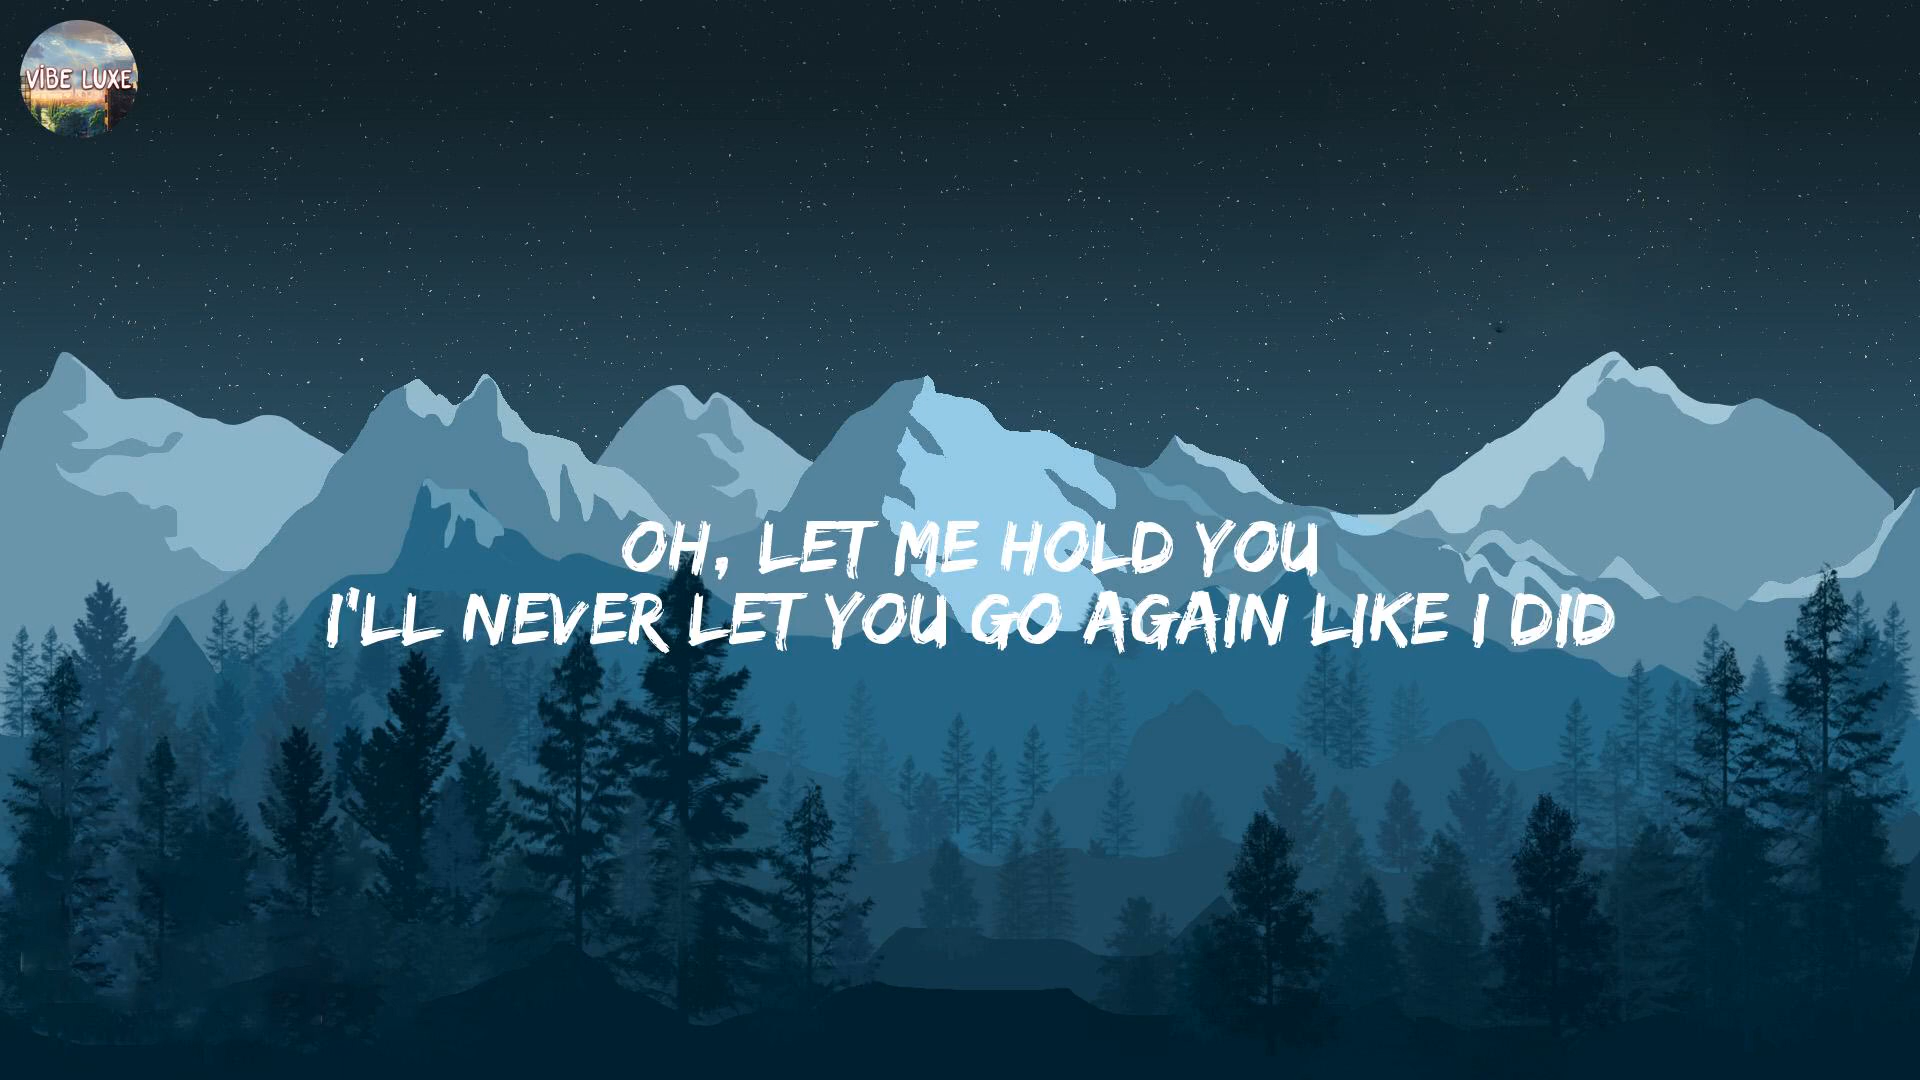 VIBE LUXE
OH, LET ME HOLD YOU
I'LL NEVER LET YOU GO AGAIN LIKE I DID